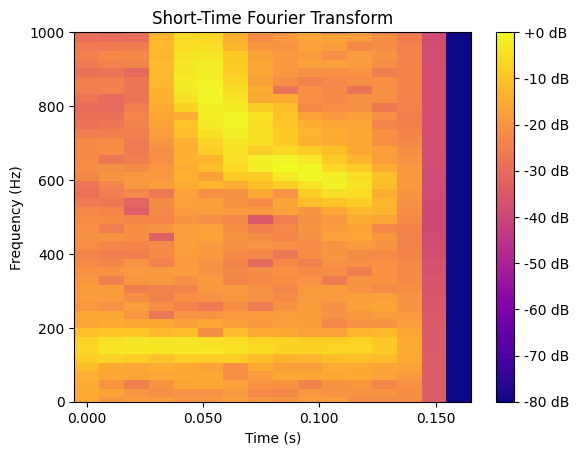 Short-Time Fourier Transform
1000
800
600
400
200
0
Frequency (Hz)
0.000
0.050
0.100
0.150
Time (s)
+0 dB
-10 dB
-20 dB
-30 dB
-40 dB
-50 dB
-60 dB
-70 dB
-80 dB